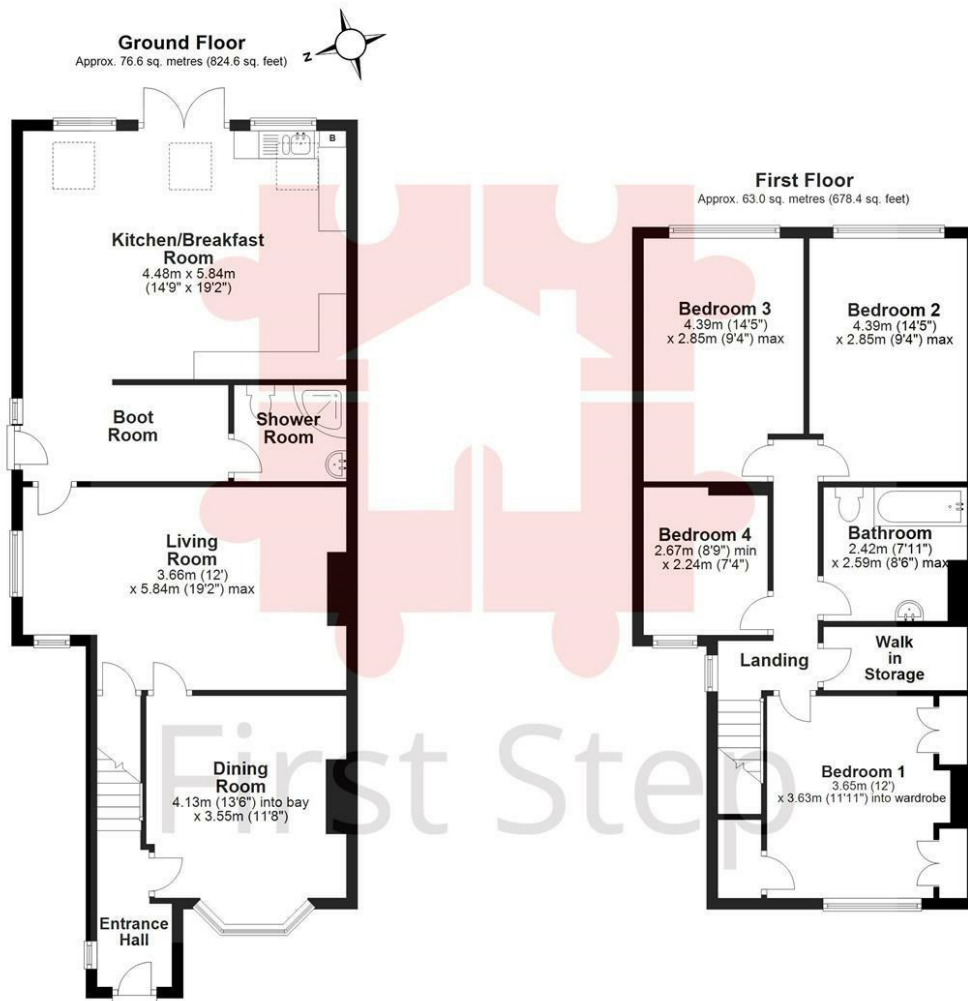 Ground Floor
Approx. 76.6 sq. metres (824.6 sq. feet)
N
B
Kitchen/Breakfast
Room
4.48m x 5.84m
(14'9" x 19'2")
Boot
Room
Shower
Room
Living
Room
3.66m (12')
x 5.84m (19'2") max
Dining
Room
4.13m (13'6") into bay
x 3.55m (11'8")
Entrance
Hall
First Floor
Approx. 63.0 sq. metres (678.4 sq. feet)
Bedroom 3
4.39m (14'5")
x 2.85m (9'4") max
Bedroom 2
4.39m (14'5")
x 2.85m (9'4") max
Bedroom 4
2.67m (8'9") min
x 2.24m (7'4")
Bathroom
2.42m (7'11")
x 2.59m (8'6") max
Landing
Walk
in
Storage
Bedroom 1
3.65m (12')
x 3.63m (11'11") into wardrobe
First Step